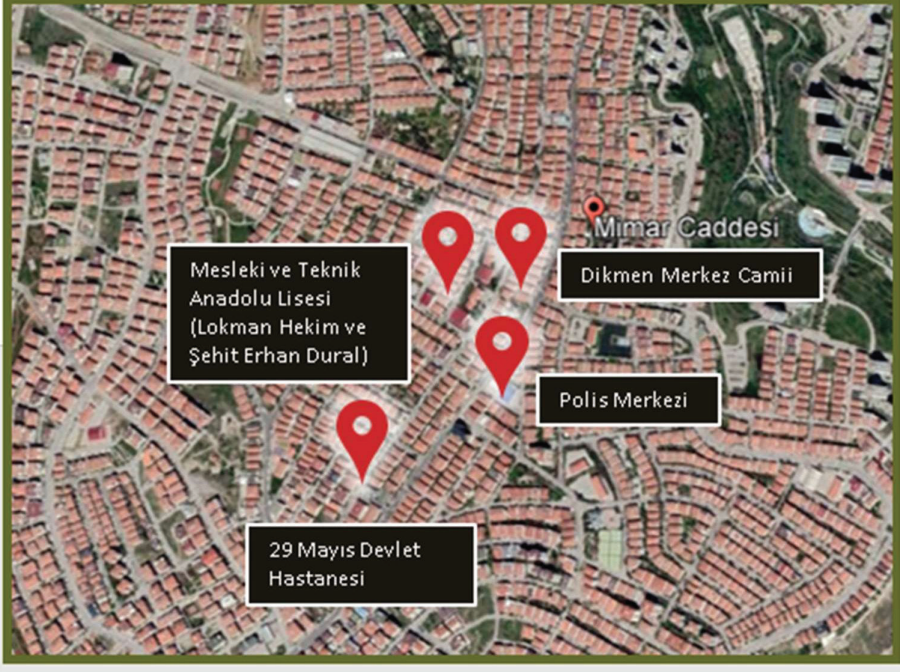 Mimar Caddesi
Mesleki ve Teknik
Anadolu Lisesi
(Lokman Hekim ve
Şehit Erhan Dural)
Dikmen Merkez Camii
Polis Merkezi
29 Mayıs Devlet
Hastanesi